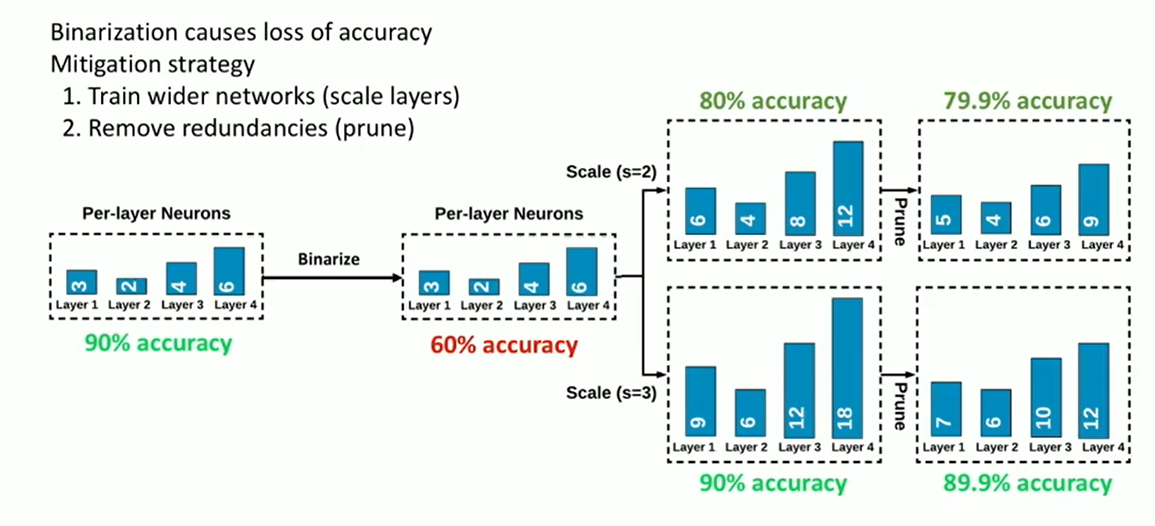 Binarization causes loss of accuracy
Mitigation strategy
1. Train wider networks (scale layers)
2. Remove redundancies (prune)
Per-layer Neurons
3 2 4 6
Layer 1 Layer 2 Layer 3 Layer 4
90% accuracy
Binarize
Per-layer Neurons
3 2 4 6
Layer 1 Layer 2 Layer 3 Layer 4
60% accuracy
Scale (s=2)
80% accuracy
6 4 8 12
Layer 1 Layer 2 Layer 3 Layer 4
Prune
79.9% accuracy
5 4 6 9
Layer 1 Layer 2 Layer 3 Layer 4
Scale (s=3)
9 6 12 18
Layer 1 Layer 2 Layer 3 Layer 4
90% accuracy
Prune
7 6 10 12
Layer 1 Layer 2 Layer 3 Layer 4
89.9% accuracy